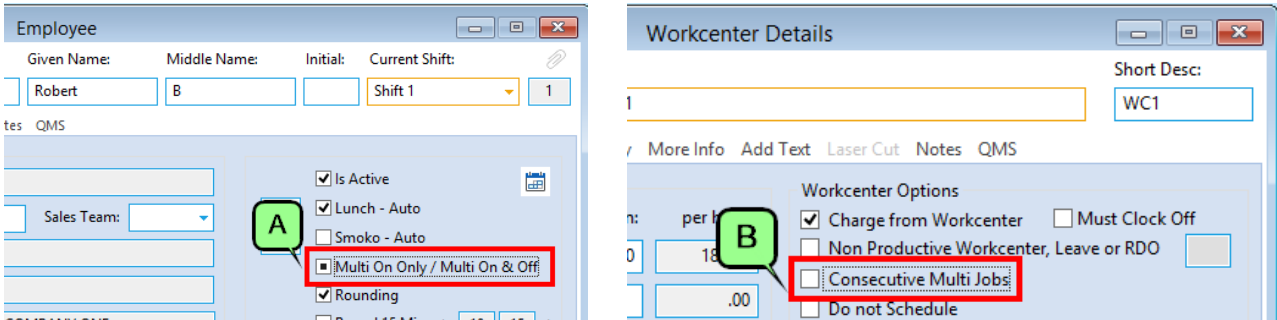 Employee
Given Name: Middle Name: Initial: Current Shift:
Robert B Shift 1 1
tes QMS
Is Active
Lunch - Auto
Sales Team:
A
Smoko - Auto
Multi On Only / Multi On & Off
Rounding
Workcenter Details
Short Desc:
1 WC1
More Info Add Text Laser Cut Notes QMS
Workcenter Options
n: per h
Charge from Workcenter Must Clock Off
0 18
B
Non Productive Workcenter, Leave or RDO
Consecutive Multi Jobs
.00
Do not Schedule